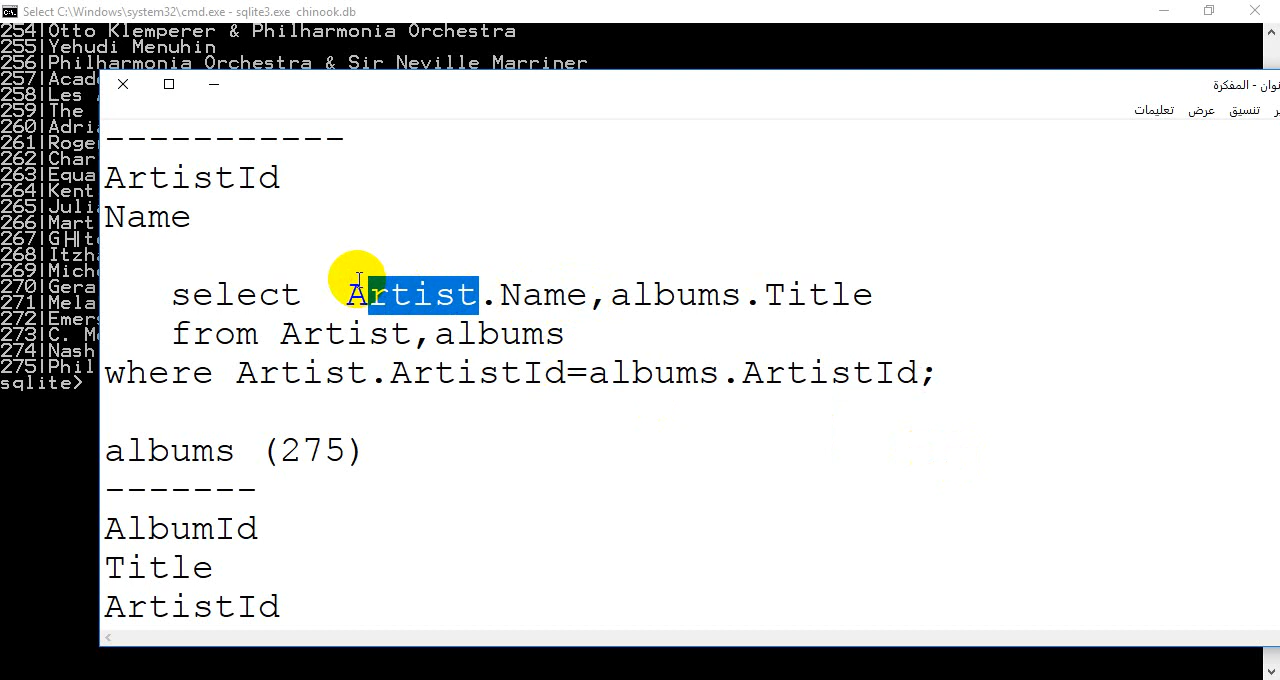 Select C:\Windows\system32\cmd.exe - sqlite3.exe chinook.db
254|Otto Klemperer & Philharmonia Orchestra
255|Yehudi Menuhin
256|Philharmonia Orchestra & Sir Neville Marriner
257|Acad
258|Les
259|The
260|Adria
261|Roge
262|Char
263|Equa
264|Kent
265|Julia
266|Mart
267|G
268|Itzh
269|Mich
270|Gera
271|Mela
272|Emers
273|C. M
274|Nash
275|Phil
sqlite>
نوان - المفكرة
تنسيق عرض تعليمات
-----------
ArtistId
Name
select Artist.Name,albums.Title
from Artist,albums
where Artist.ArtistId=albums.ArtistId;
albums (275)
-------
AlbumId
Title
ArtistId